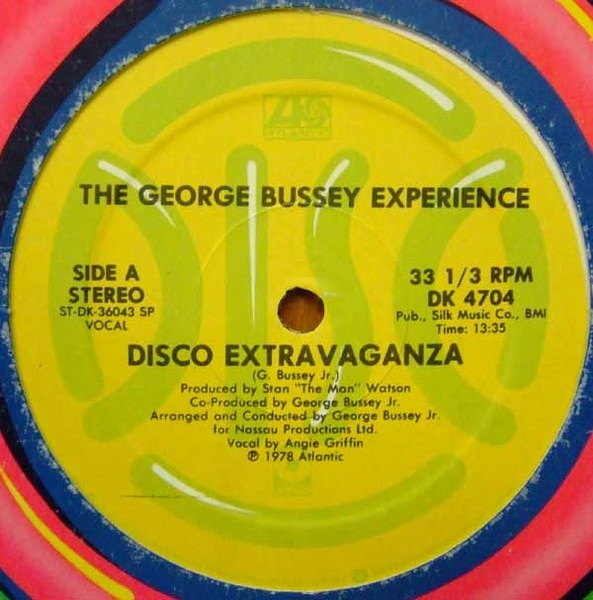 ATLANTIC
THE GEORGE BUSSEY EXPERIENCE
SIDE A
STEREO
ST-DK-36043 SP
VOCAL
33 1/3 RPM
DK 4704
Pub., Silk Music Co., BMI
Time: 13:35
DISCO EXTRAVAGANZA
(G. Bussey Jr.)
Produced by Stan "The Man" Watson
Co-Produced by George Bussey Jr.
Arranged and Conducted by George Bussey Jr.
for Nassau Productions Ltd.
Vocal by Angie Griffin
℗ 1978 Atlantic
DISCO